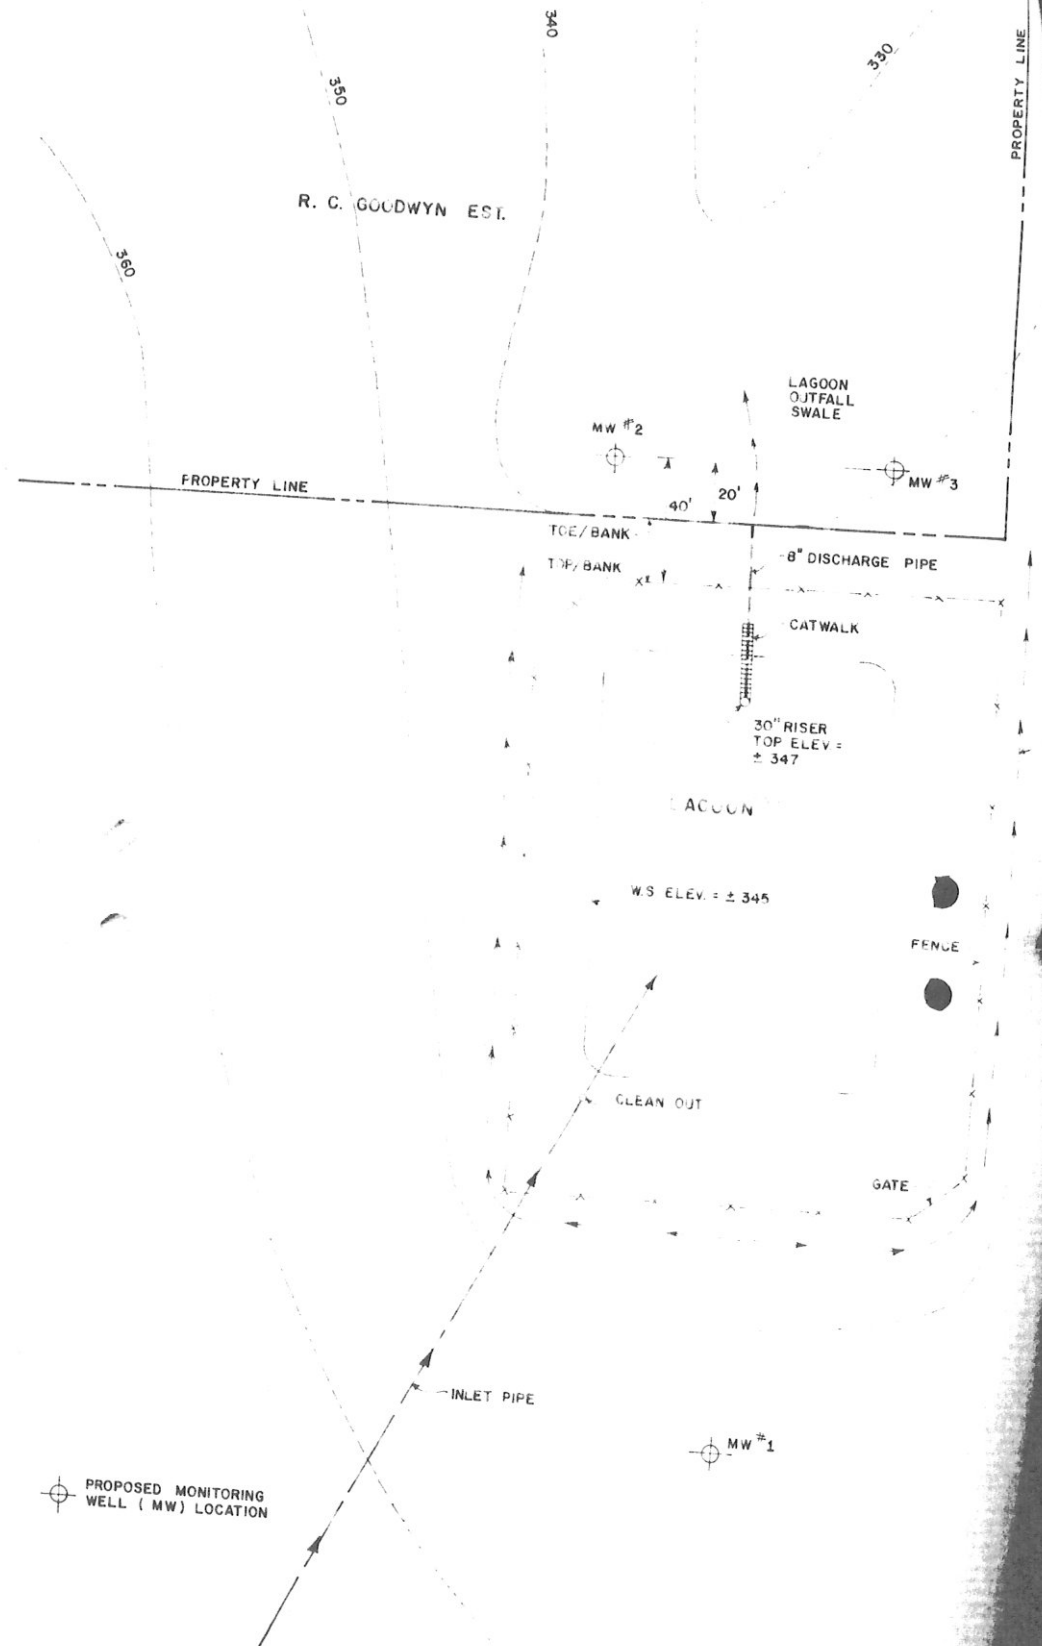 340
PROPERTY LINE
330
350
R. C. GOODWYN EST.
360
LAGOON
OUTFALL
SWALE
MW #2
MW #3
PROPERTY LINE
20'
40'
TOE/BANK
TOP/BANK
8" DISCHARGE PIPE
CATWALK
30" RISER
TOP ELEV =
± 347
LAGOON
W.S ELEV. = ± 345
FENCE
CLEAN OUT
GATE
INLET PIPE
MW #1
PROPOSED MONITORING
WELL ( MW ) LOCATION